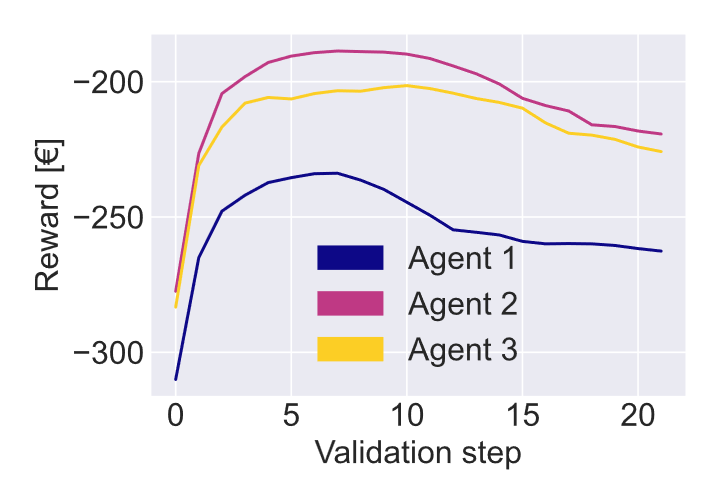 Reward [€]
−200
−250
−300
Agent 1
Agent 2
Agent 3
0 5 10 15 20
Validation step